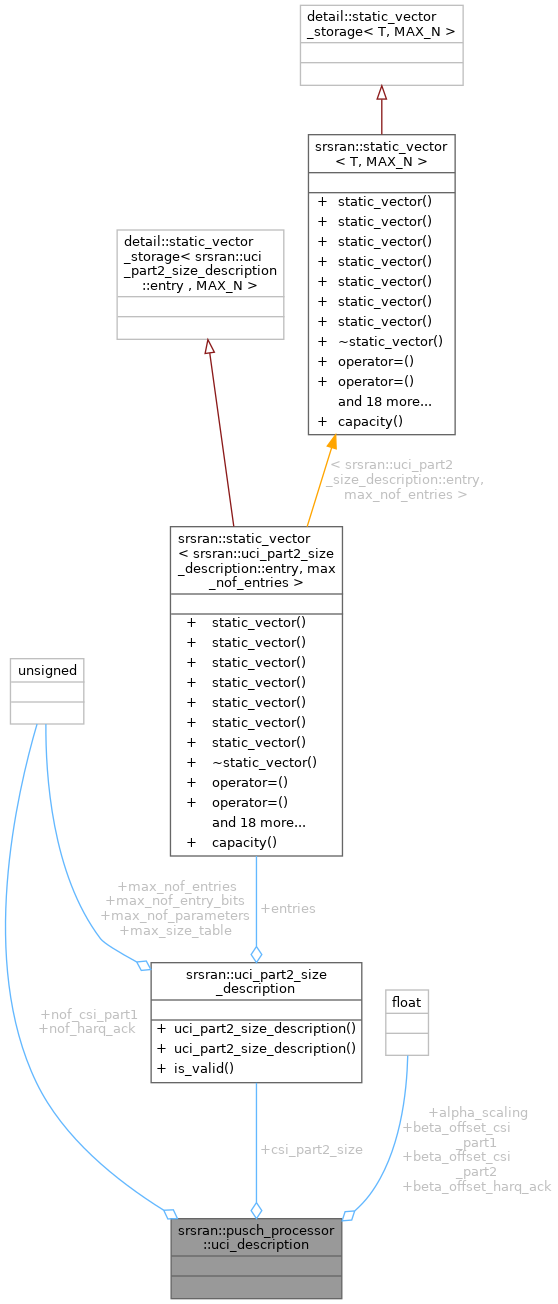 detail::static_vector
_storage< T, MAX_N >
srsran::static_vector
< T, MAX_N >
+ static_vector()
+ static_vector()
+ static_vector()
+ static_vector()
+ static_vector()
+ static_vector()
+ static_vector()
+ ~static_vector()
+ operator=()
+ operator=()
and 18 more...
+ capacity()
detail::static_vector
_storage< srsran::uci
_part2_size_description
::entry , MAX_N >
< srsran::uci_part2
_size_description::entry,
max_nof_entries >
srsran::static_vector
< srsran::uci_part2_size
_description::entry, max
_nof_entries >
+ static_vector()
+ static_vector()
+ static_vector()
+ static_vector()
+ static_vector()
+ static_vector()
+ static_vector()
+ ~static_vector()
+ operator=()
+ operator=()
and 18 more...
+ capacity()
unsigned
+max_nof_entries
+max_nof_entry_bits
+max_nof_parameters
+max_size_table
+entries
srsran::uci_part2_size
_description
+ uci_part2_size_description()
+ uci_part2_size_description()
+ is_valid()
float
+nof_csi_part1
+nof_harq_ack
+csi_part2_size
+alpha_scaling
+beta_offset_csi
_part1
+beta_offset_csi
_part2
+beta_offset_harq_ack
srsran::pusch_processor
::uci_description